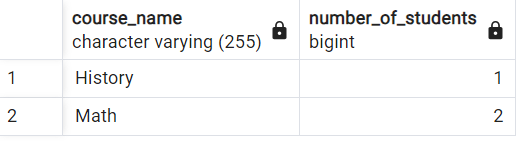 course_name number_of_students
character varying (255) bigint
1 History 1
2 Math 2